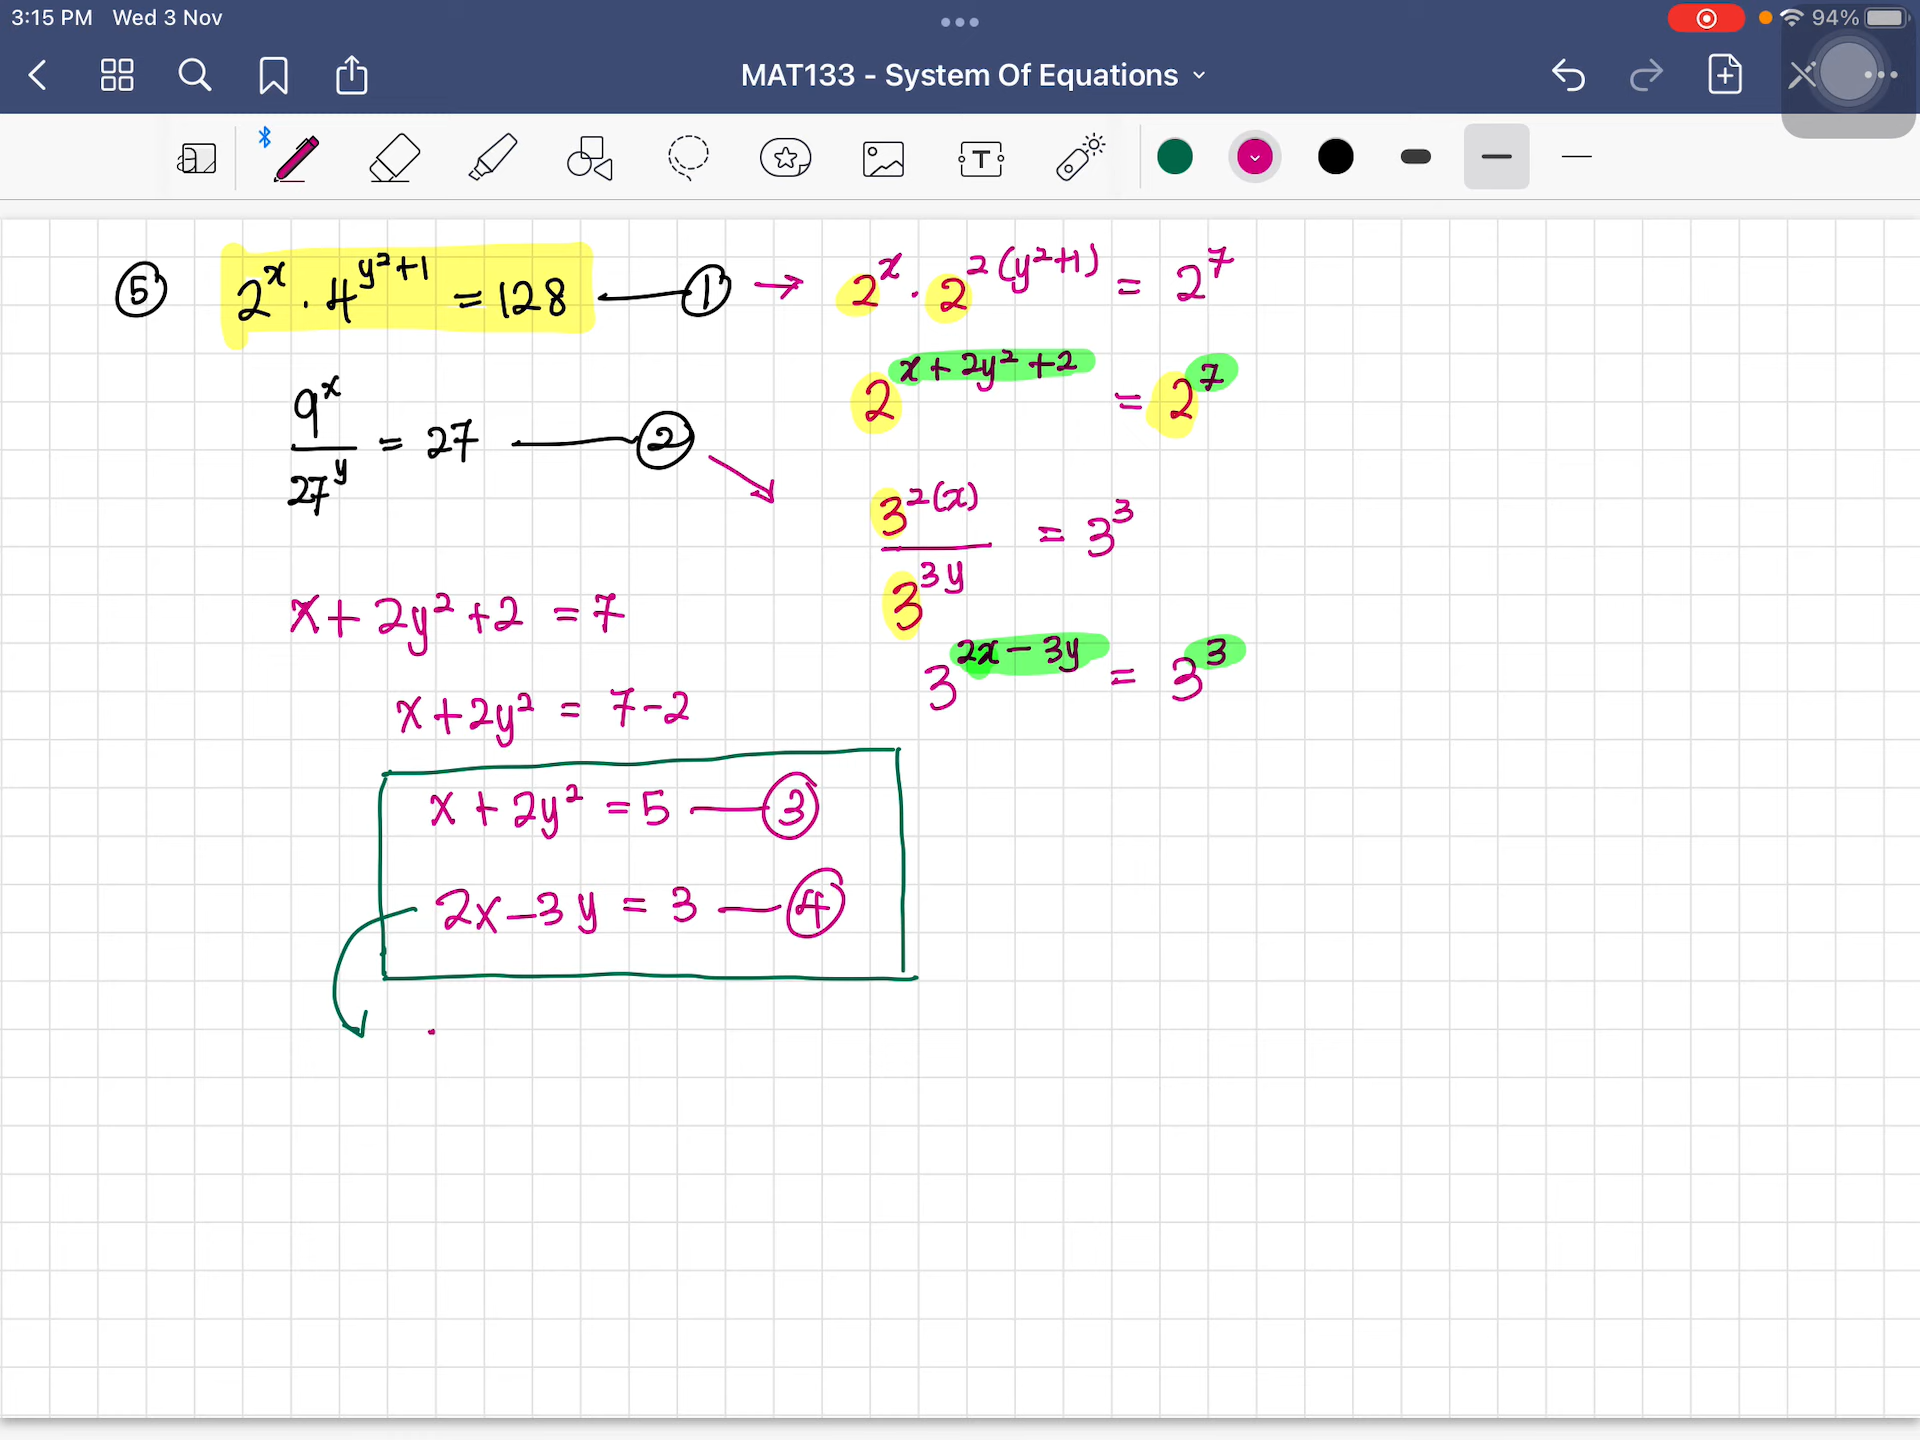 3:15 PM Wed 3 Nov
94%
MAT133 - System Of Equations
5 2^x · 4^(y²+1) = 128 ① → 2^x · 2^(2(y²+1)) = 2^7
2^(x + 2y² + 2) = 2^7
9^x / 27^y = 27 ②
3^(2(x)) / 3^(3y) = 3^3
x + 2y² + 2 = 7
3^(2x - 3y) = 3^3
x + 2y² = 7 - 2
x + 2y² = 5 ③
2x - 3y = 3 ④